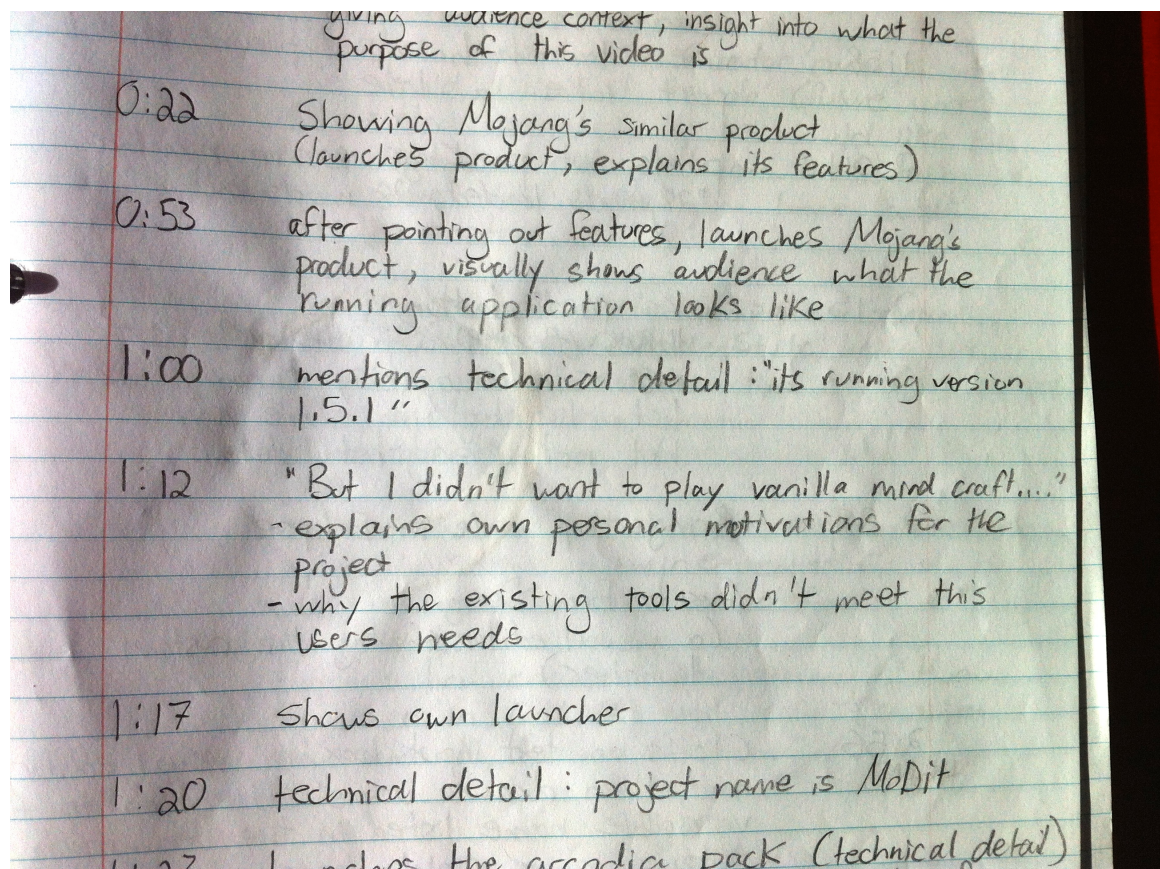 giving audience context, insight into what the
purpose of this video is
0:22 Showing Mojang's similar product
(launches product, explains its features)
0:53 after pointing out features, launches Mojang's
product, visually shows audience what the
running application looks like
1:00 mentions technical detail : "its running version
1.5.1"
1:12 "But I didn't want to play vanilla mind craft...."
- explains own personal motivations for the
project
- why the existing tools didn't meet this
users needs
1:17 shows own launcher
1:20 technical detail : project name is MoDit
the arcadia pack (technical detail)